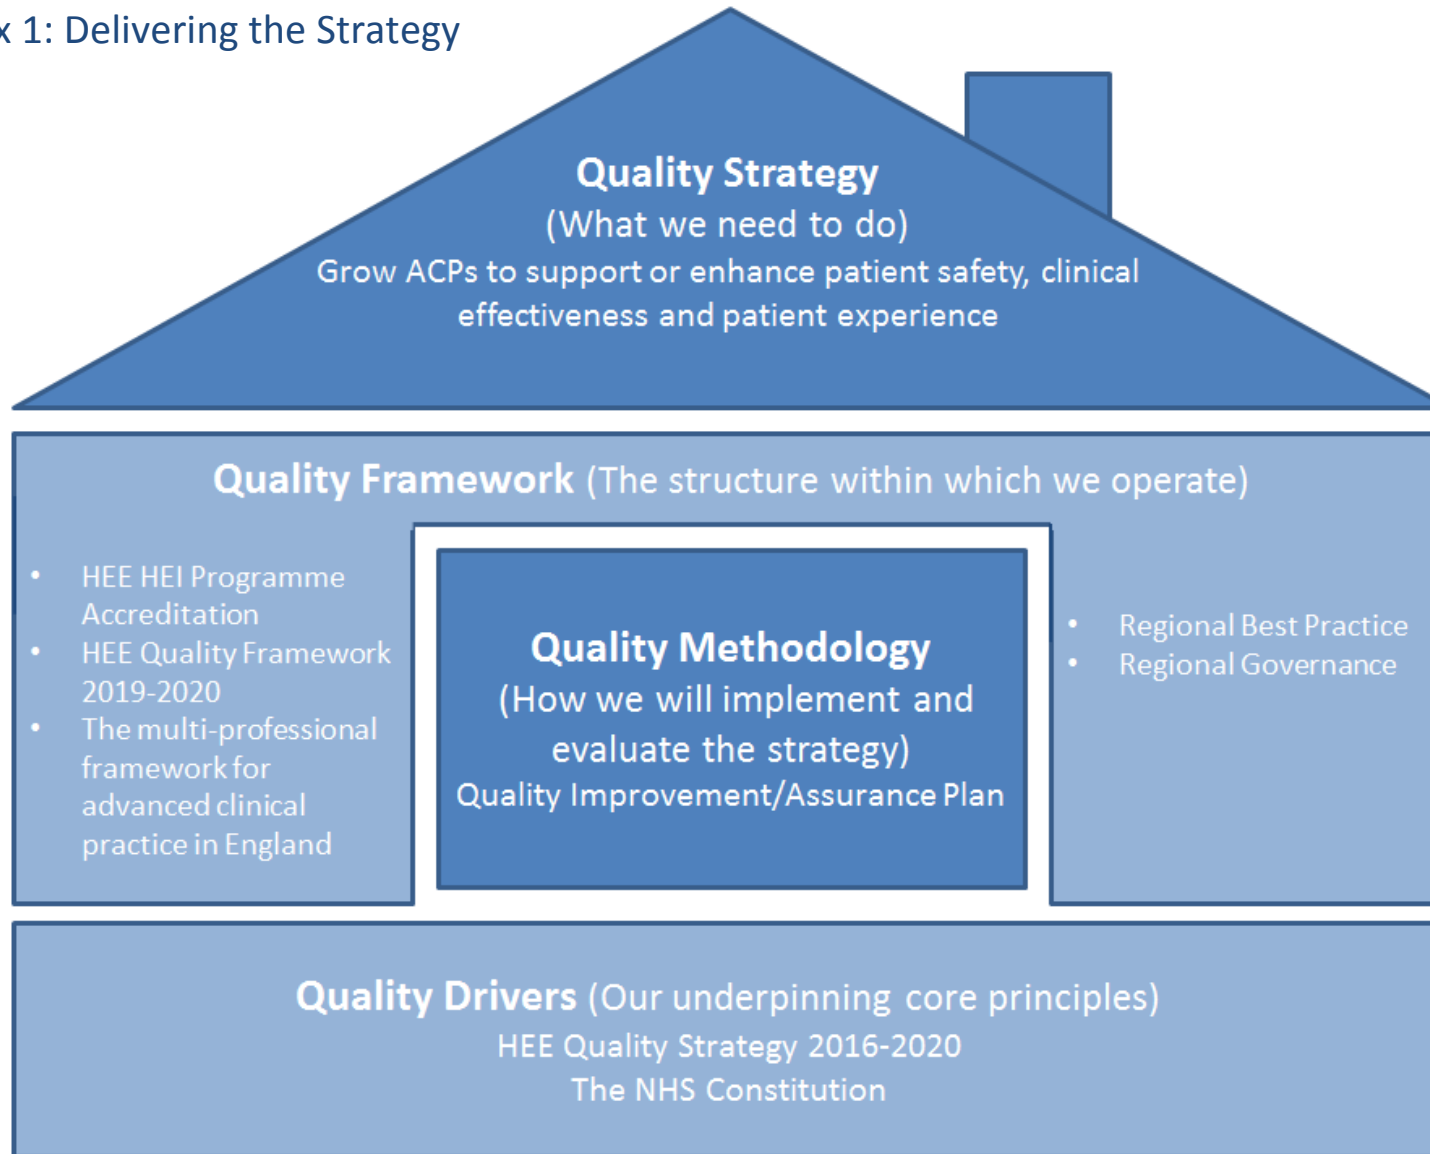 x 1: Delivering the Strategy
Quality Strategy
(What we need to do)
Grow ACPs to support or enhance patient safety, clinical
effectiveness and patient experience
Quality Framework (The structure within which we operate)
• HEE HEI Programme
Accreditation
• HEE Quality Framework
2019-2020
• The multi-professional
framework for
advanced clinical
practice in England
Quality Methodology
(How we will implement and
evaluate the strategy)
Quality Improvement/Assurance Plan
• Regional Best Practice
• Regional Governance
Quality Drivers (Our underpinning core principles)
HEE Quality Strategy 2016-2020
The NHS Constitution